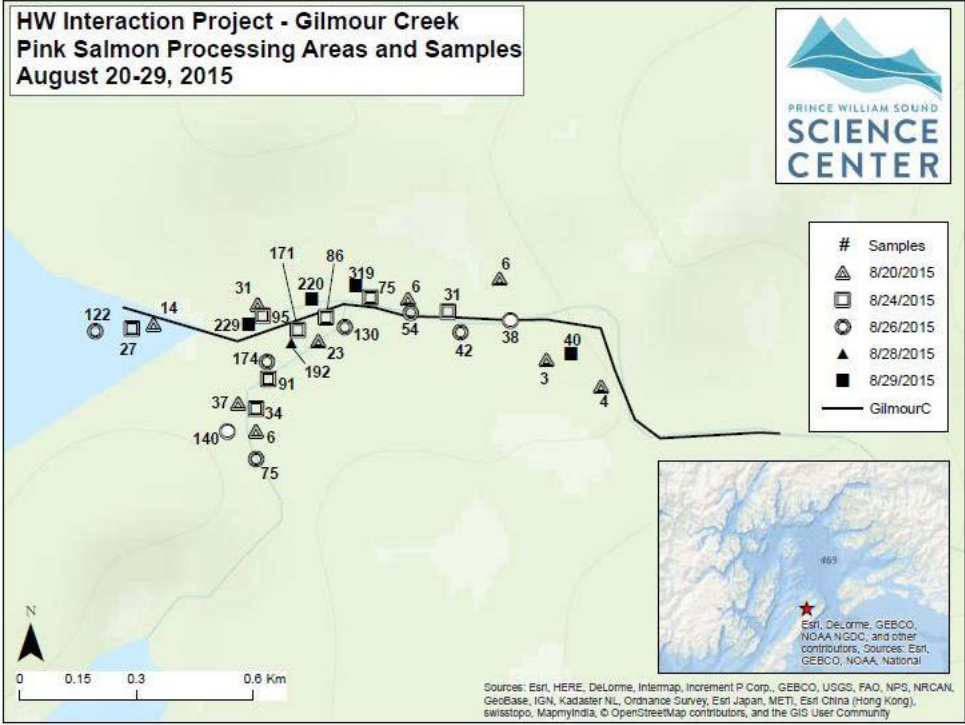 HW Interaction Project - Gilmour Creek
Pink Salmon Processing Areas and Samples
August 20-29, 2015
PRINCE WILLIAM SOUND
SCIENCE
CENTER
# Samples
8/20/2015
8/24/2015
8/26/2015
8/28/2015
8/29/2015
GilmourC
171
86
6
31
220
319
75
6
31
122
14
229
95
54
27
130
42
38
40
174
192
23
3
91
37
34
4
140
6
75
469
Esri, DeLorme, GEBCO,
NOAA NGDC, and other
contributors, Sources: Esri,
GEBCO, NOAA, National
N
0 0.15 0.3 0.6 Km
Sources: Esri, HERE, DeLorme, Intermap, increment P Corp., GEBCO, USGS, FAO, NPS, NRCAN,
GeoBase, IGN, Kadaster NL, Ordnance Survey, Esri Japan, METI, Esri China (Hong Kong),
swisstopo, MapmyIndia, © OpenStreetMap contributors, and the GIS User Community